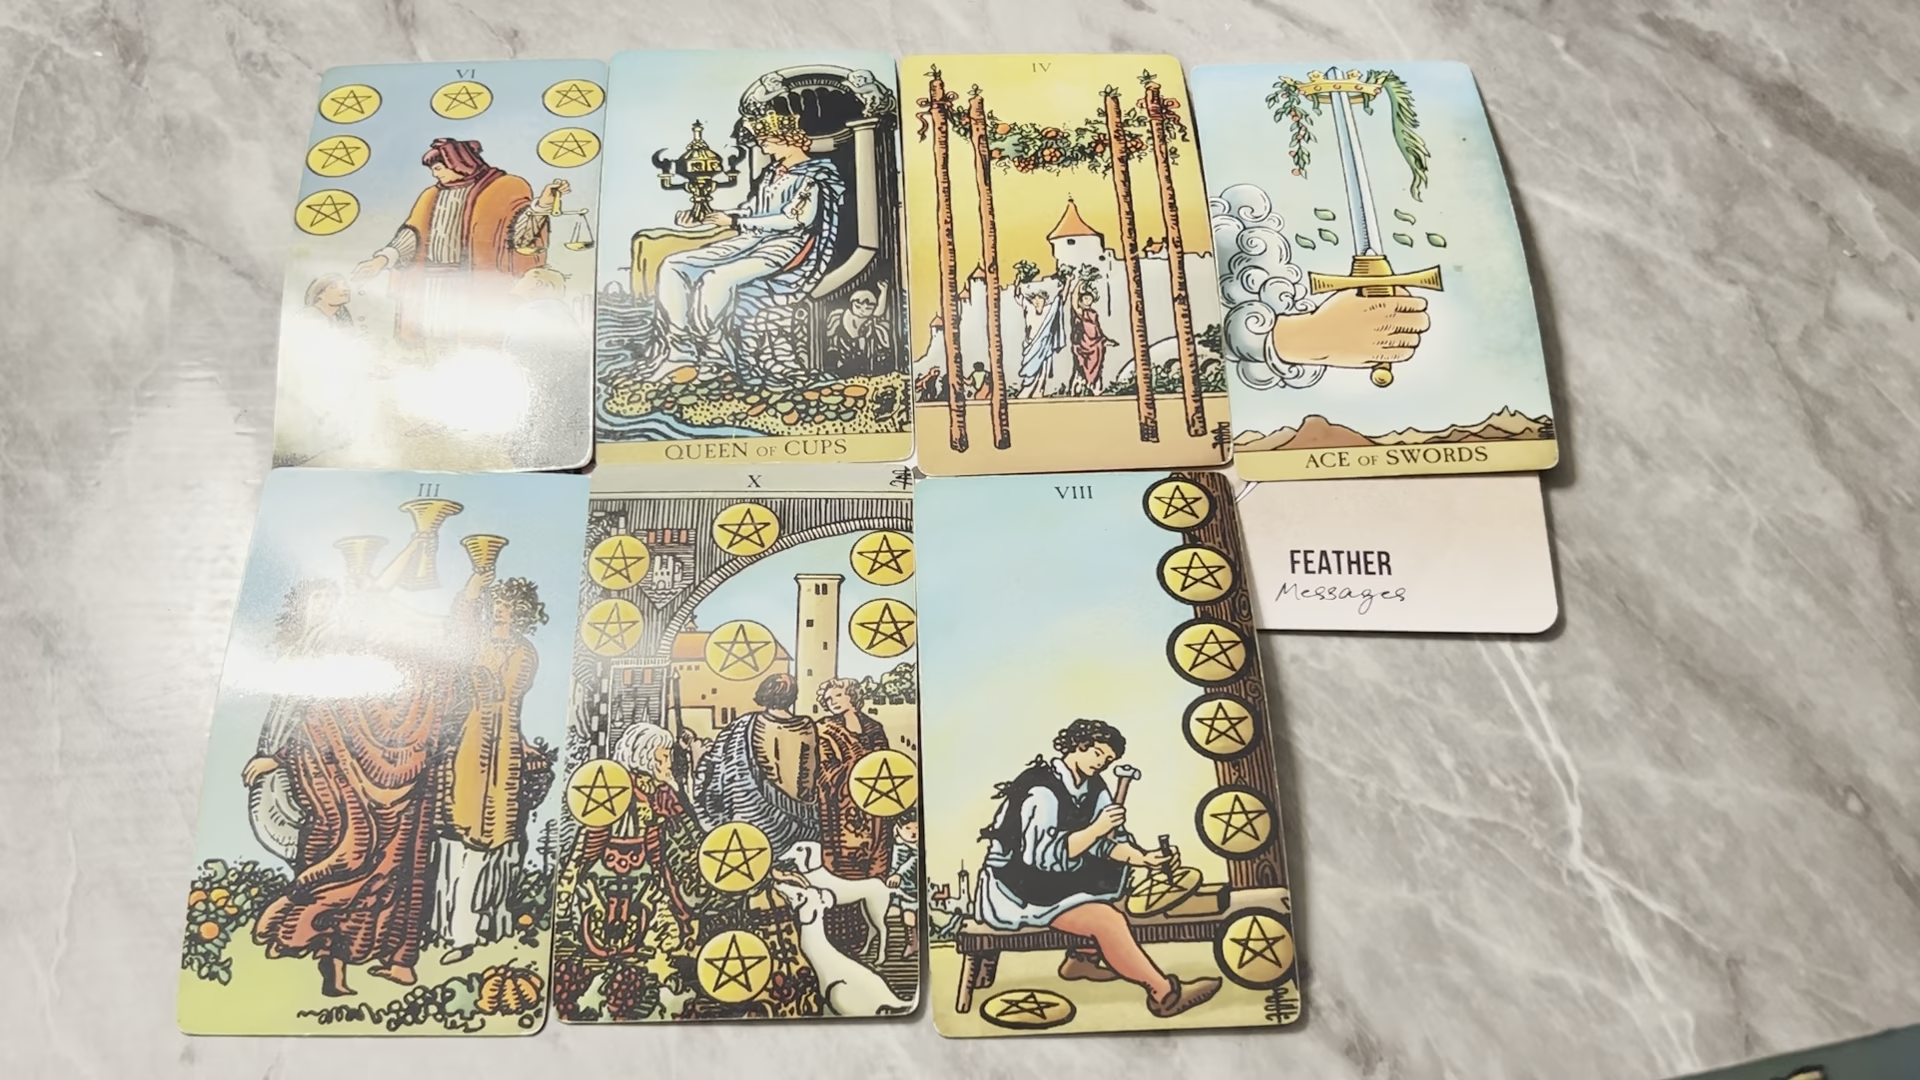 VI
QUEEN OF CUPS
IV
ACE OF SWORDS
III
X
VIII
FEATHER
Messages